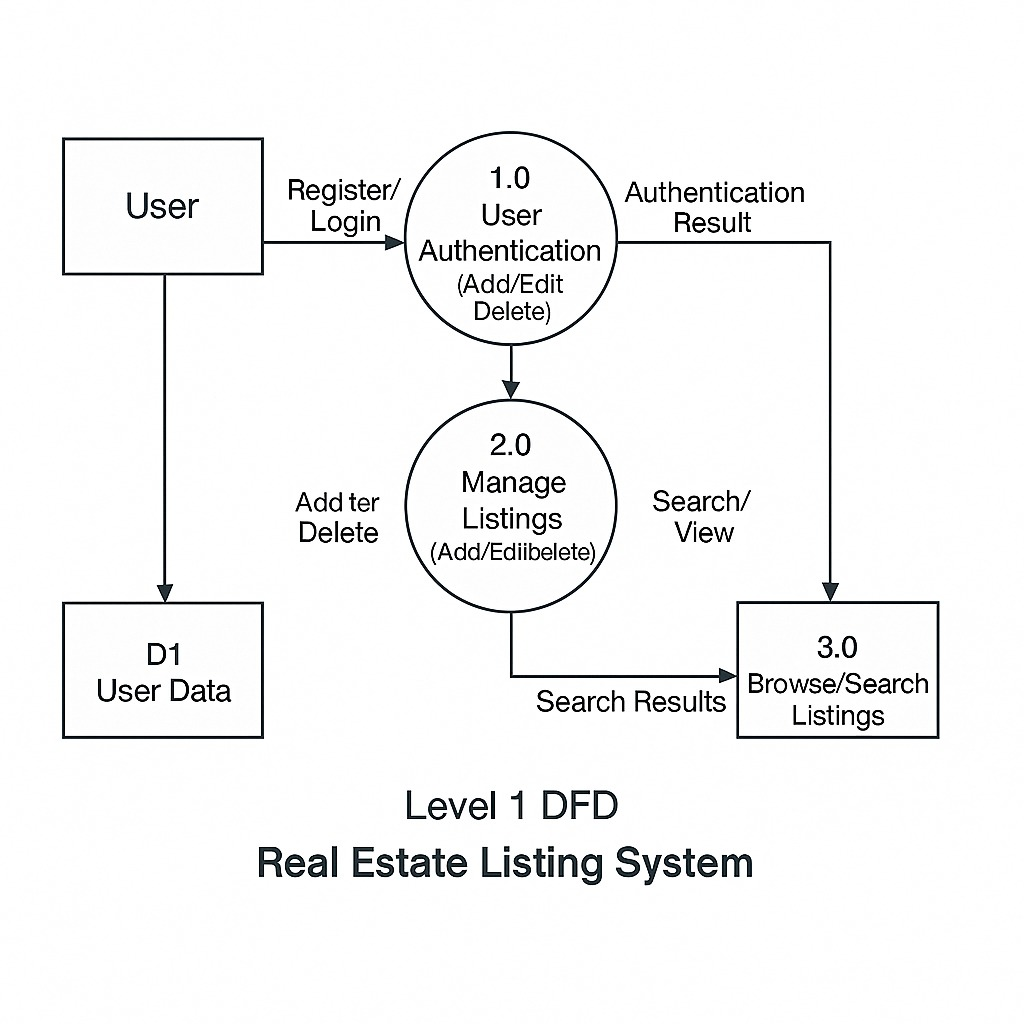 User
Register/
Login
1.0
User
Authentication
(Add/Edit
Delete)
Authentication
Result
2.0
Manage
Listings
(Add/Ediibelete)
Add ter
Delete
Search/
View
D1
User Data
3.0
Browse/Search
Listings
Search Results
Level 1 DFD
Real Estate Listing System